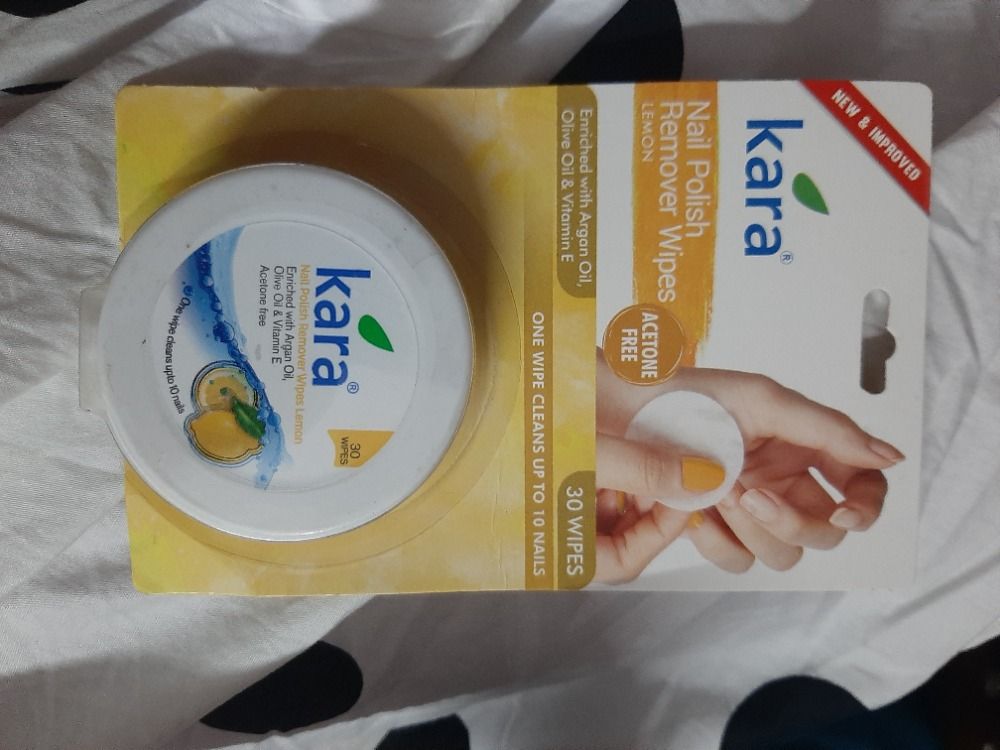 NEW & IMPROVED
kara®
Nail Polish
Remover Wipes
LEMON
ACETONE
FREE
Enriched with Argan Oil,
Olive Oil & Vitamin E
30 WIPES
ONE WIPE CLEANS UP TO 10 NAILS
kara®
Nail Polish Remover Wipes Lemon
Enriched with Argan Oil,
Olive Oil & Vitamin E
Acetone free
30
WIPES
One wipe cleans upto 10 nails